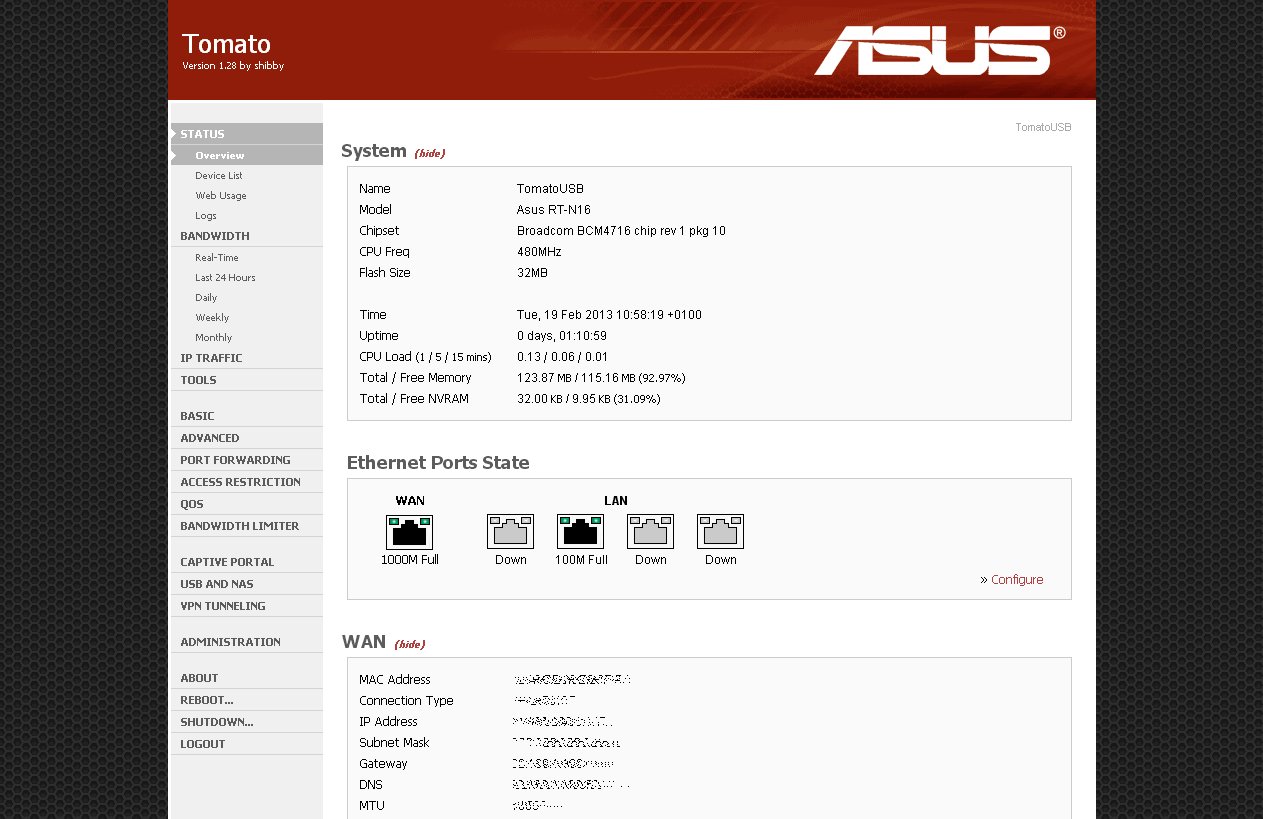 Tomato
Version 1.28 by shibby
ASUS®
STATUS
Overview
Device List
Web Usage
Logs
BANDWIDTH
Real-Time
Last 24 Hours
Daily
Weekly
Monthly
IP TRAFFIC
TOOLS
BASIC
ADVANCED
PORT FORWARDING
ACCESS RESTRICTION
QOS
BANDWIDTH LIMITER
CAPTIVE PORTAL
USB AND NAS
VPN TUNNELING
ADMINISTRATION
ABOUT
REBOOT...
SHUTDOWN...
LOGOUT
TomatoUSB
System (hide)
Name TomatoUSB
Model Asus RT-N16
Chipset Broadcom BCM4716 chip rev 1 pkg 10
CPU Freq 480MHz
Flash Size 32MB
Time Tue, 19 Feb 2013 10:58:19 +0100
Uptime 0 days, 01:10:59
CPU Load (1 / 5 / 15 mins) 0.13 / 0.06 / 0.01
Total / Free Memory 123.87 MB / 115.16 MB (92.97%)
Total / Free NVRAM 32.00 KB / 9.95 KB (31.09%)
Ethernet Ports State
WAN LAN
1000M Full Down 100M Full Down Down
» Configure
WAN (hide)
MAC Address
Connection Type
IP Address
Subnet Mask
Gateway
DNS
MTU